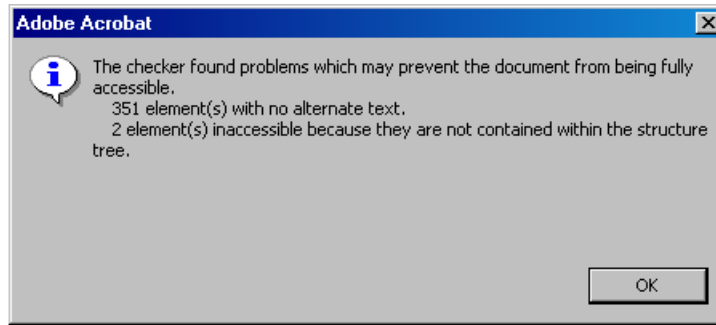 Adobe Acrobat
The checker found problems which may prevent the document from being fully
accessible.
351 element(s) with no alternate text.
2 element(s) inaccessible because they are not contained within the structure
tree.
OK